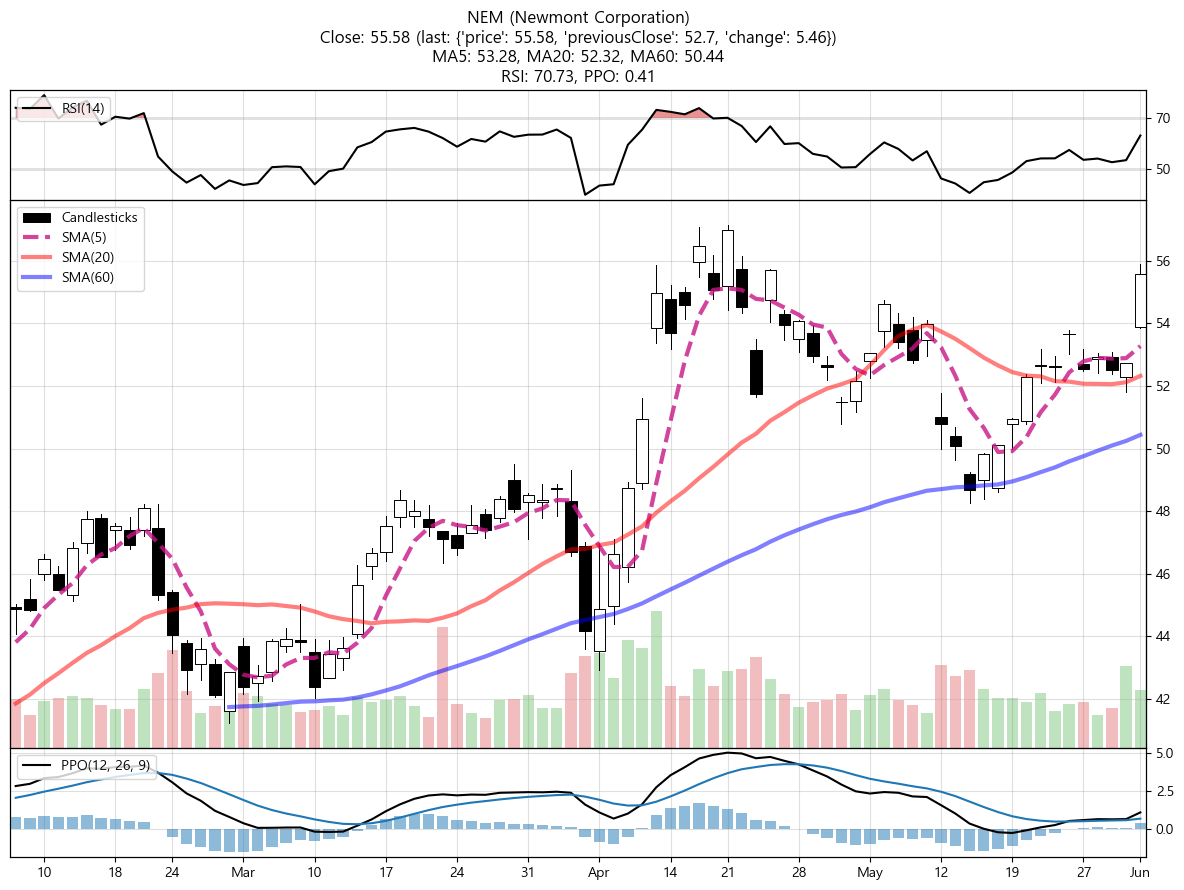 NEM (Newmont Corporation)
Close: 55.58 (last: {'price': 55.58, 'previousClose': 52.7, 'change': 5.46})
MA5: 53.28, MA20: 52.32, MA60: 50.44
RSI: 70.73, PPO: 0.41
RSI(14)
70
50
Candlesticks
SMA(5)
SMA(20)
SMA(60)
56
54
52
50
48
46
44
42
PPO(12, 26, 9)
5.0
2.5
0.0
10 18 24 Mar 10 17 24 31 Apr 14 21 28 May 12 19 27 Jun